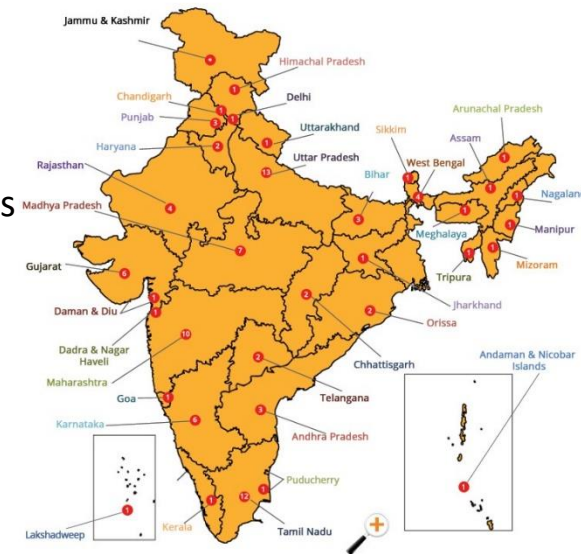 Jammu & Kashmir
Himachal Pradesh
Chandigarh
Delhi
Punjab
Arunachal Pradesh
Uttarakhand
Sikkim
Assam
Haryana
Uttar Pradesh
West Bengal
Rajasthan
Bihar
Nagaland
S
Madhya Pradesh
Meghalaya
Manipur
Gujarat
Tripura
Mizoram
Daman & Diu
Jharkhand
Orissa
Dadra & Nagar
Haveli
Chhattisgarh
Andaman & Nicobar
Islands
Maharashtra
Goa
Telangana
Karnataka
Andhra Pradesh
Puducherry
Lakshadweep
Kerala
Tamil Nadu
1
1
3
1
2
1
13
1
1
4
1
1
1
4
3
1
1
7
1
1
1
6
1
2
1
2
10
2
1
3
6
1
1
12
1
1